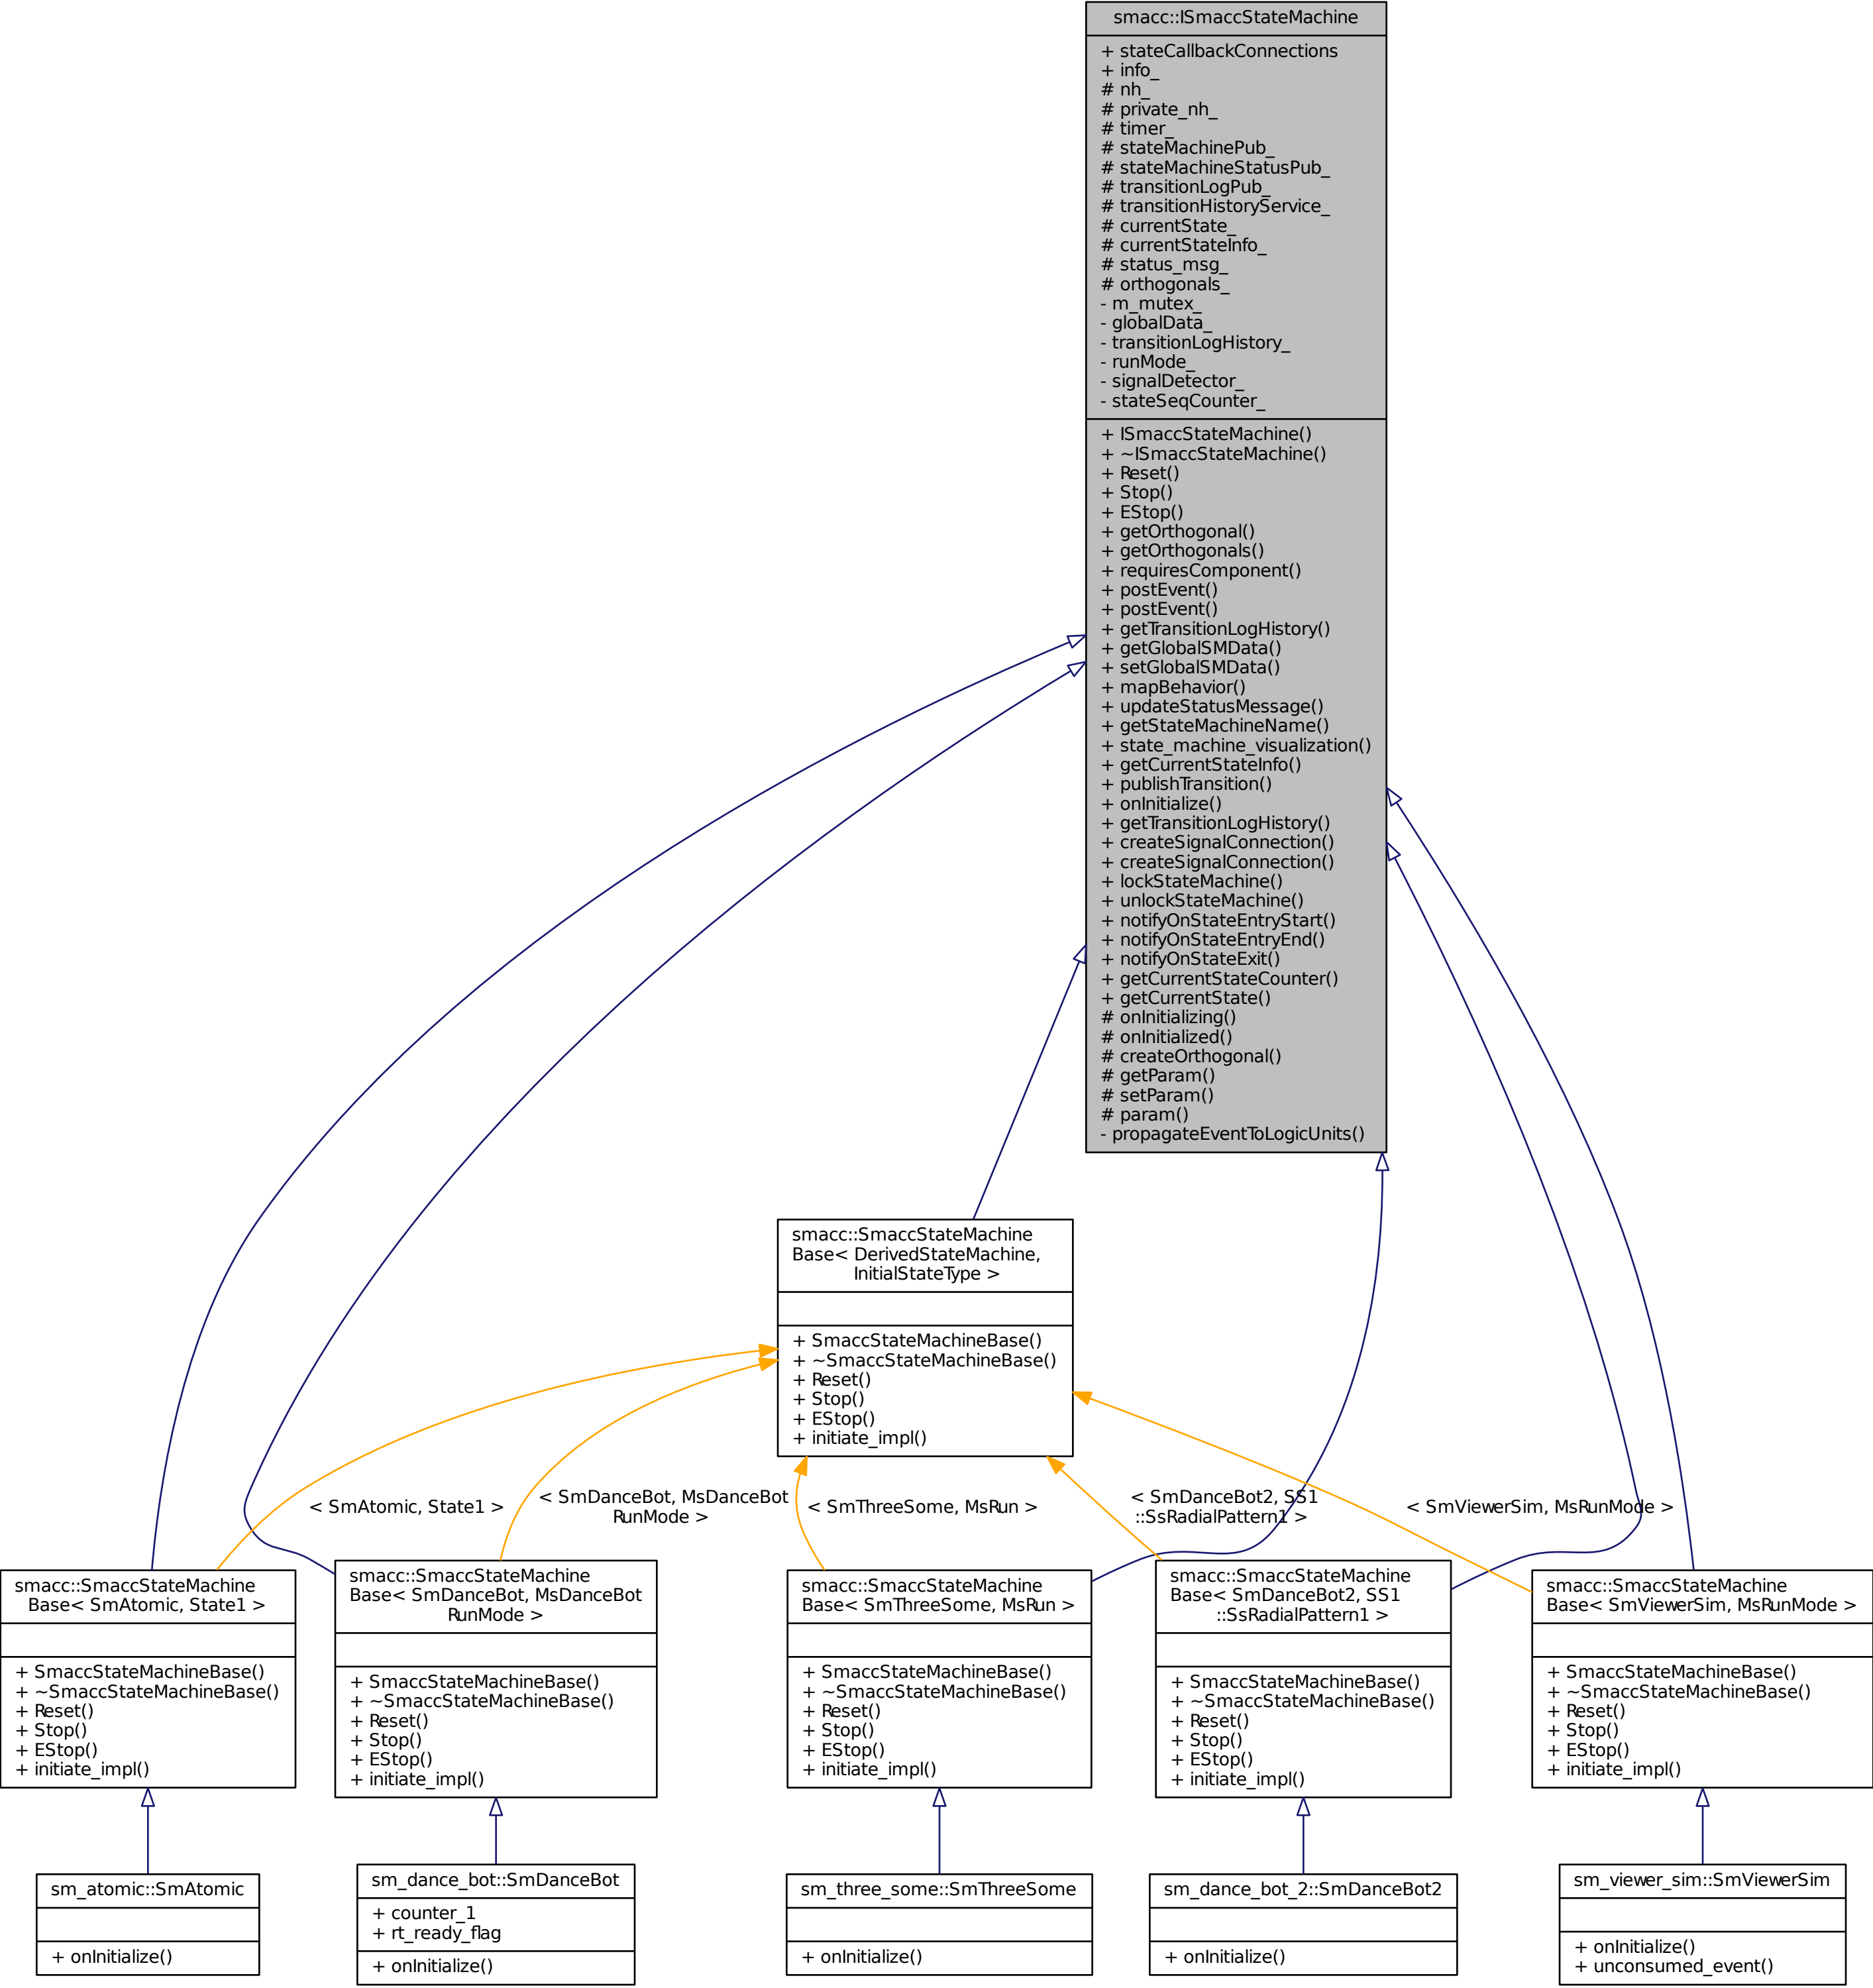 smacc::ISmaccStateMachine
+ stateCallbackConnections
+ info_
# nh_
# private_nh_
# timer_
# stateMachinePub_
# stateMachineStatusPub_
# transitionLogPub_
# transitionHistoryService_
# currentState_
# currentStateInfo_
# status_msg_
# orthogonals_
- m_mutex_
- globalData_
- transitionLogHistory_
- runMode_
- signalDetector_
- stateSeqCounter_
+ ISmaccStateMachine()
+ ~ISmaccStateMachine()
+ Reset()
+ Stop()
+ EStop()
+ getOrthogonal()
+ getOrthogonals()
+ requiresComponent()
+ postEvent()
+ postEvent()
+ getTransitionLogHistory()
+ getGlobalSMData()
+ setGlobalSMData()
+ mapBehavior()
+ updateStatusMessage()
+ getStateMachineName()
+ state_machine_visualization()
+ getCurrentStateInfo()
+ publishTransition()
+ onInitialize()
+ getTransitionLogHistory()
+ createSignalConnection()
+ createSignalConnection()
+ lockStateMachine()
+ unlockStateMachine()
+ notifyOnStateEntryStart()
+ notifyOnStateEntryEnd()
+ notifyOnStateExit()
+ getCurrentStateCounter()
+ getCurrentState()
# onInitializing()
# onInitialized()
# createOrthogonal()
# getParam()
# setParam()
# param()
- propagateEventToLogicUnits()
smacc::SmaccStateMachine
Base< DerivedStateMachine,
InitialStateType >
+ SmaccStateMachineBase()
+ ~SmaccStateMachineBase()
+ Reset()
+ Stop()
+ EStop()
+ initiate_impl()
< SmAtomic, State1 >
< SmDanceBot, MsDanceBot
RunMode >
< SmThreeSome, MsRun >
< SmDanceBot2, SS1
::SsRadialPattern1 >
< SmViewerSim, MsRunMode >
smacc::SmaccStateMachine
Base< SmAtomic, State1 >
+ SmaccStateMachineBase()
+ ~SmaccStateMachineBase()
+ Reset()
+ Stop()
+ EStop()
+ initiate_impl()
smacc::SmaccStateMachine
Base< SmDanceBot, MsDanceBot
RunMode >
+ SmaccStateMachineBase()
+ ~SmaccStateMachineBase()
+ Reset()
+ Stop()
+ EStop()
+ initiate_impl()
smacc::SmaccStateMachine
Base< SmThreeSome, MsRun >
+ SmaccStateMachineBase()
+ ~SmaccStateMachineBase()
+ Reset()
+ Stop()
+ EStop()
+ initiate_impl()
smacc::SmaccStateMachine
Base< SmDanceBot2, SS1
::SsRadialPattern1 >
+ SmaccStateMachineBase()
+ ~SmaccStateMachineBase()
+ Reset()
+ Stop()
+ EStop()
+ initiate_impl()
smacc::SmaccStateMachine
Base< SmViewerSim, MsRunMode >
+ SmaccStateMachineBase()
+ ~SmaccStateMachineBase()
+ Reset()
+ Stop()
+ EStop()
+ initiate_impl()
sm_atomic::SmAtomic
+ onInitialize()
sm_dance_bot::SmDanceBot
+ counter_1
+ rt_ready_flag
+ onInitialize()
sm_three_some::SmThreeSome
+ onInitialize()
sm_dance_bot_2::SmDanceBot2
+ onInitialize()
sm_viewer_sim::SmViewerSim
+ onInitialize()
+ unconsumed_event()